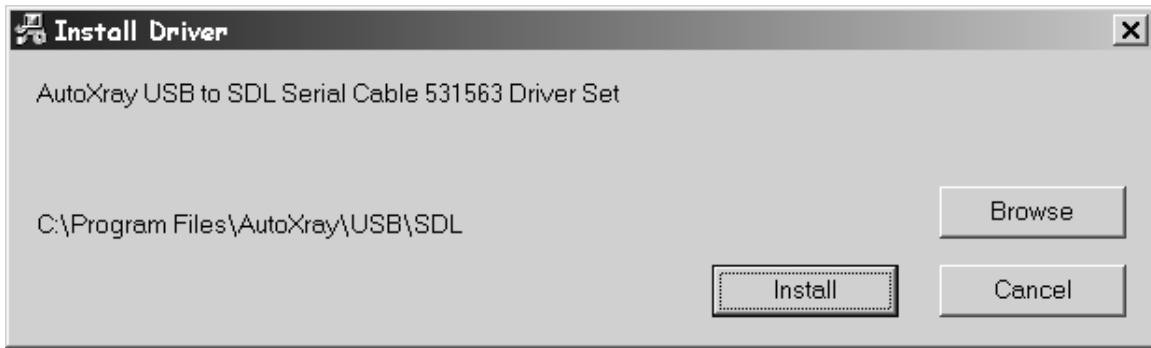 Install Driver
AutoXray USB to SDL Serial Cable 531563 Driver Set
C:\Program Files\AutoXray\USB\SDL
Browse
Install
Cancel